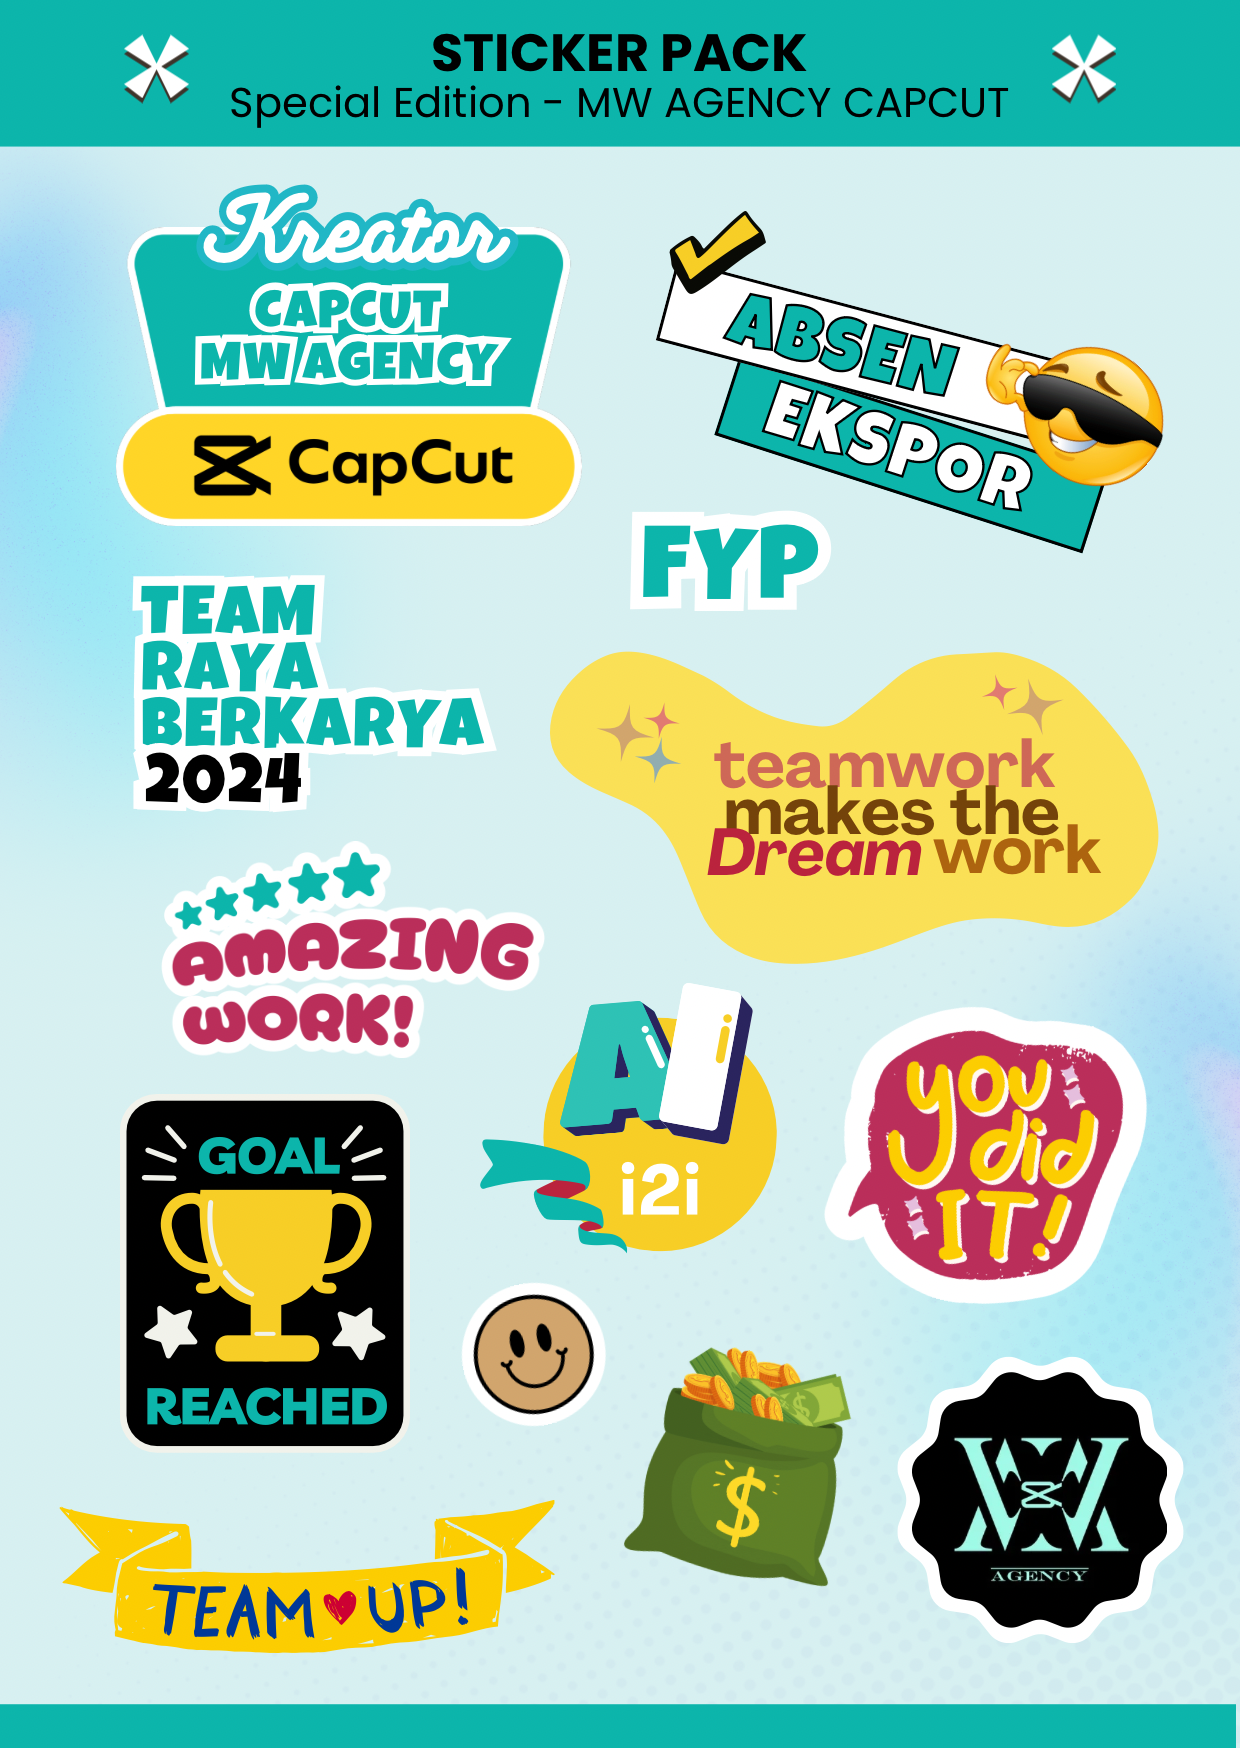 STICKER PACK
Special Edition - MW AGENCY CAPCUT
Kreator
CAPCUT
MW AGENCY
CapCut
ABSEN
EKSPOR
FYP
TEAM
RAYA
BERKARYA
2024
teamwork
makes the
Dream work
AMAZING
WORK!
Ai
i2i
you
did
IT!
GOAL
REACHED
$
TEAM UP!
MW
AGENCY